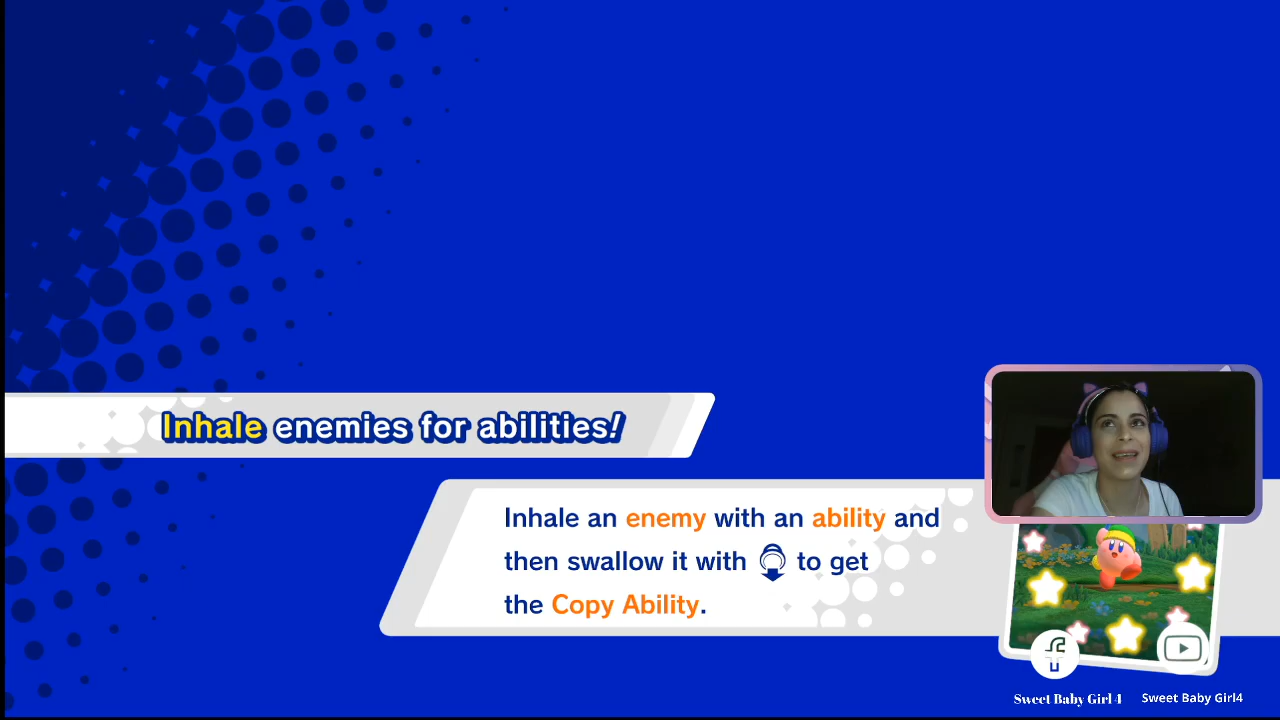 Inhale enemies for abilities!
Inhale an enemy with an ability and
then swallow it with to get
the Copy Ability.
Sweet Baby Girl 4
Sweet Baby Girl4